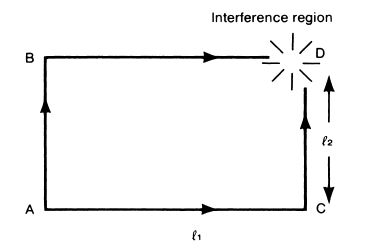 Interference region
B
D
ℓ₂
A
C
ℓ₁